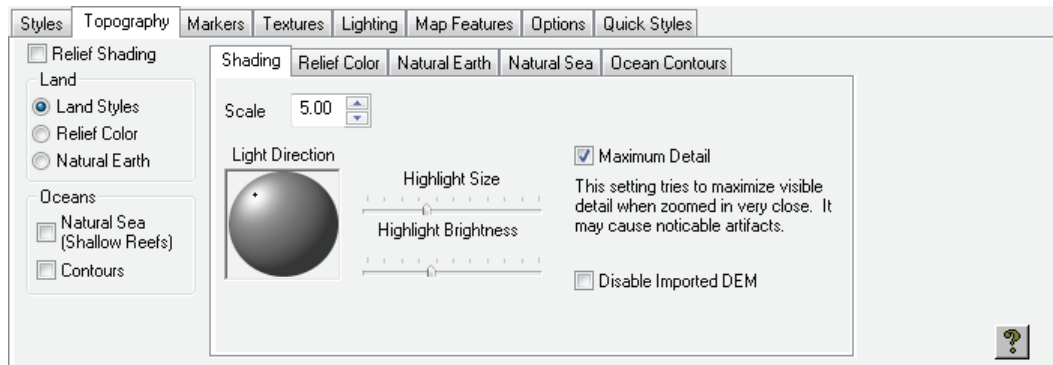 Styles Topography Markers Textures Lighting Map Features Options Quick Styles
Relief Shading
Land
Land Styles
Relief Color
Natural Earth
Oceans
Natural Sea
(Shallow Reefs)
Contours
Shading Relief Color Natural Earth Natural Sea Ocean Contours
Scale 5.00
Light Direction
Highlight Size
Highlight Brightness
Maximum Detail
This setting tries to maximize visible
detail when zoomed in very close. It
may cause noticable artifacts.
Disable Imported DEM
?